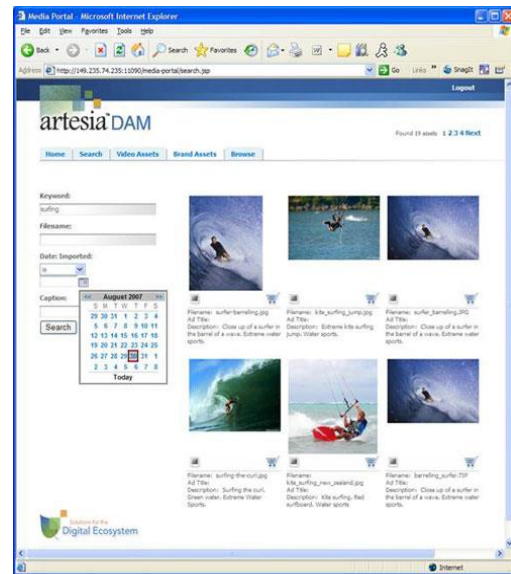 Media Portal - Microsoft Internet Explorer
File Edit View Favorites Tools Help
Back Search Favorites
Address http://149.235.74.235:11090/media-portal/search.jsp Go Links SnagIt
Logout
artesia DAM
Found 19 assets 1 2 3 4 Next
Home Search Video Assets Brand Assets Browse
Keyword:
surfing
Filename:
Date: Imported:
is
Caption:
<< August 2007 >>
S M T W T F S
29 30 31 1 2 3 4
5 6 7 8 9 10 11
12 13 14 15 16 17 18
19 20 21 22 23 24 25
26 27 28 29 30 31 1
2 3 4 5 6 7 8
Today
Search
Filename: surfer-barreling.jpg
Ad Title:
Description: Close up of a surfer in
the barrel of a wave. Extreme water
sports.
Filename: kite_surfing_jump.jpg
Ad Title:
Description: Extreme kite surfing
jump. Water sports.
Filename: surfer_barreling.JPG
Ad Title:
Description: Close up of a surfer in
the barrel of a wave. Extreme water
sports.
Filename: surfing-the-curl.jpg
Ad Title:
Description: Surfing the curl.
Green water. Extreme Water
Sports.
Filename:
kite_surfing_new_zealand.jpg
Ad Title:
Description: Kite surfing. Red
surfboard. Water sports
Filename: barreling_surfer.TIF
Ad Title:
Description: Close up of a surfer in
the barrel of a wave. Extreme water
sports.
Solutions for the
Digital Ecosystem
Internet